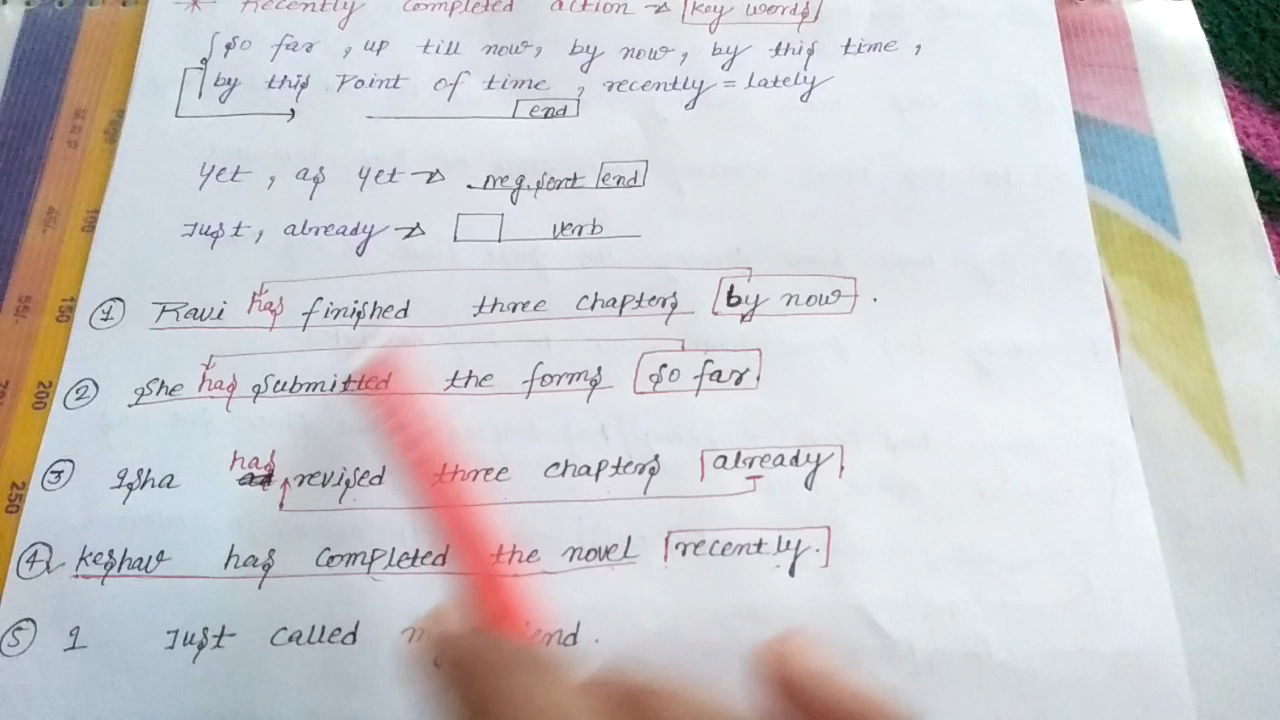 * Recently completed action → key words
so far , up till now, by now, by this time ,
by this Point of time , recently = lately
end
yet , as yet → neg. sent end
Just, already → verb
① Ravi has finished three chapters by now .
② She has submitted the forms so far.
③ Isha has revised three chapters already
④ Keshav has completed the novel recently.
⑤ I Just called